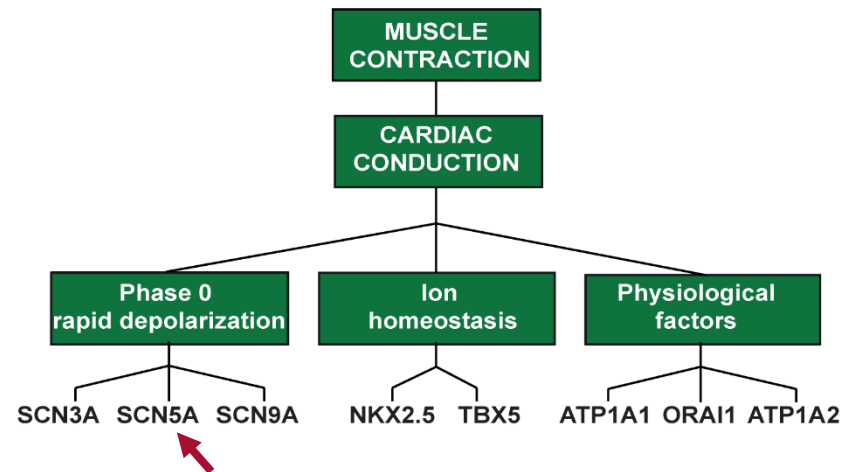 MUSCLE
CONTRACTION
CARDIAC
CONDUCTION
Phase 0
rapid depolarization
Ion
homeostasis
Physiological
factors
SCN3A SCN5A SCN9A
NKX2.5 TBX5
ATP1A1 ORAI1 ATP1A2